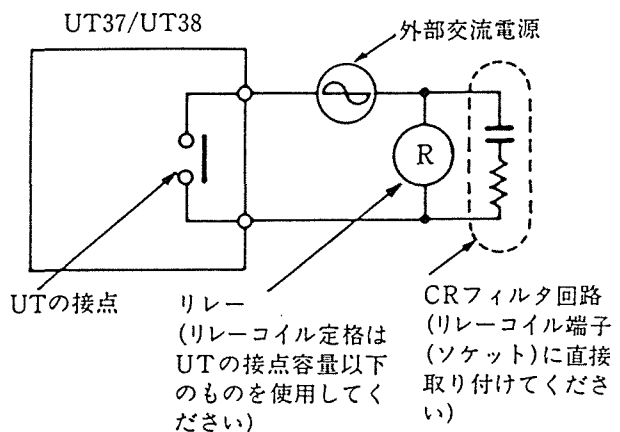 UT37/UT38
外部交流電源
R
UTの接点
リレー
(リレーコイル定格は
UTの接点容量以下
のものを使用してく
ださい)
CRフィルタ回路
(リレーコイル端子
(ソケット)に直接
取り付けてくださ
い)